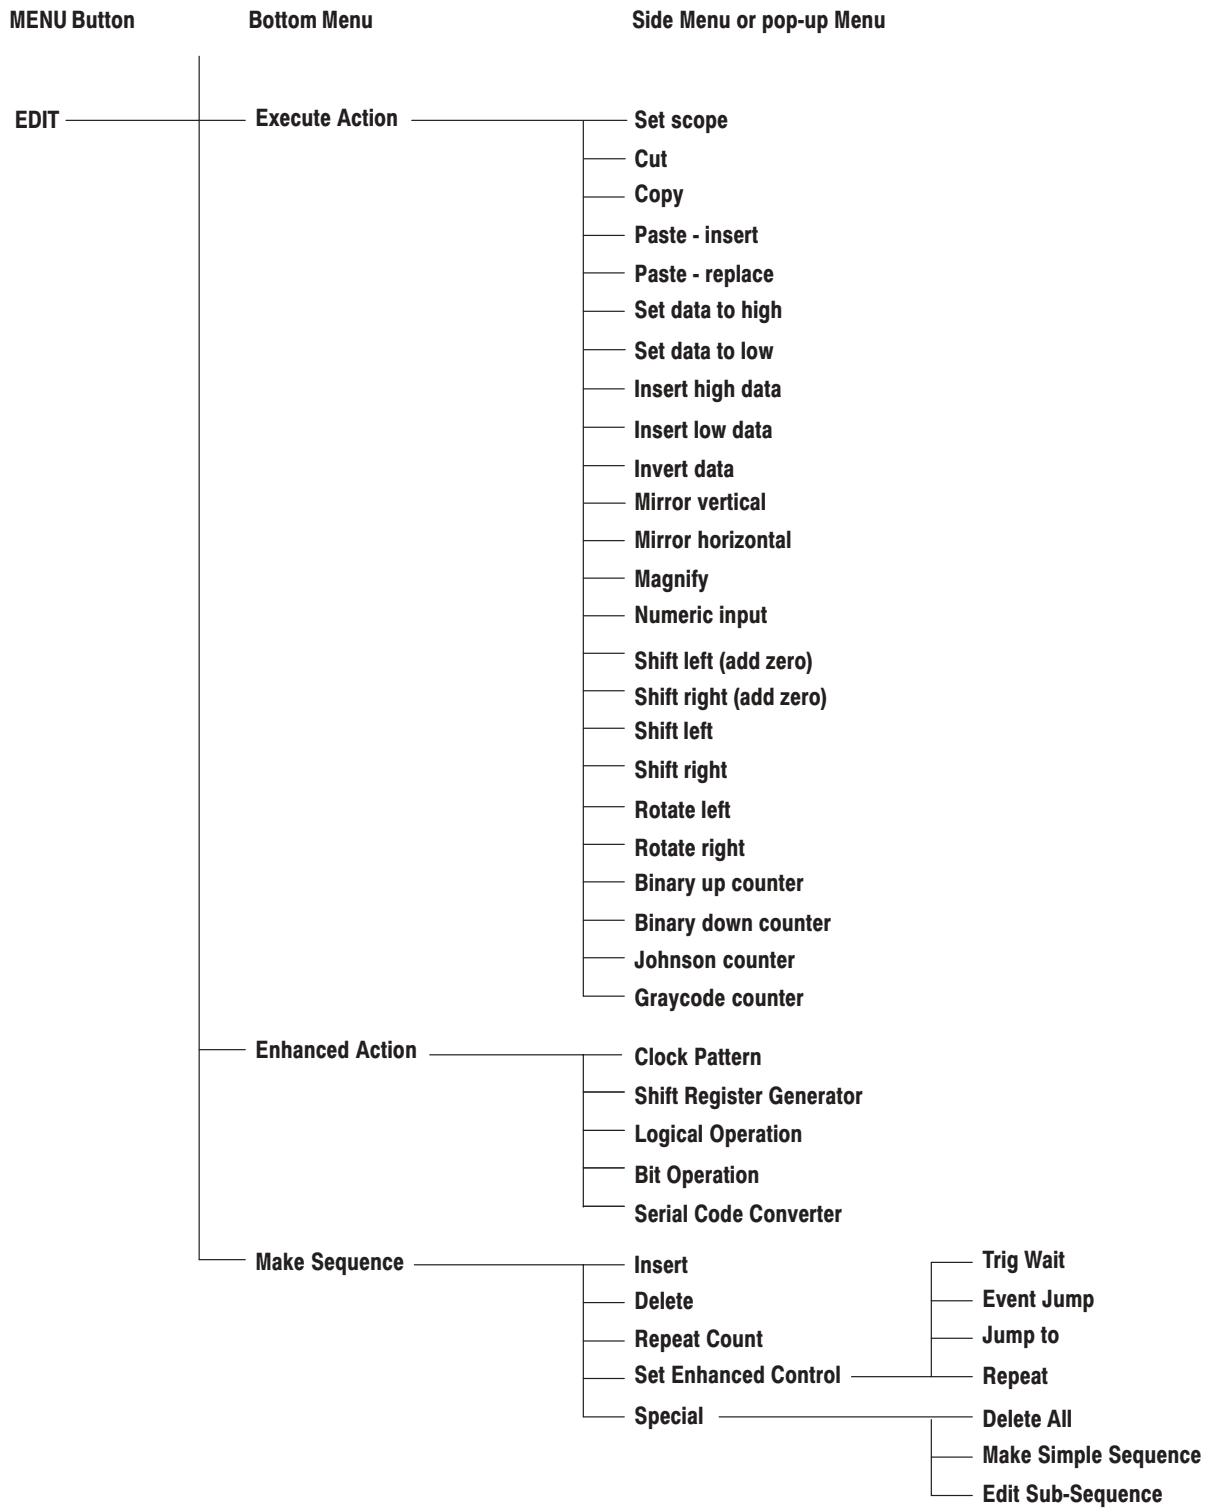 MENU Button Bottom Menu Side Menu or pop-up Menu
EDIT Execute Action Set scope
Cut
Copy
Paste - insert
Paste - replace
Set data to high
Set data to low
Insert high data
Insert low data
Invert data
Mirror vertical
Mirror horizontal
Magnify
Numeric input
Shift left (add zero)
Shift right (add zero)
Shift left
Shift right
Rotate left
Rotate right
Binary up counter
Binary down counter
Johnson counter
Graycode counter
Enhanced Action Clock Pattern
Shift Register Generator
Logical Operation
Bit Operation
Serial Code Converter
Make Sequence Insert Trig Wait
Delete Event Jump
Repeat Count Jump to
Set Enhanced Control Repeat
Special Delete All
Make Simple Sequence
Edit Sub-Sequence